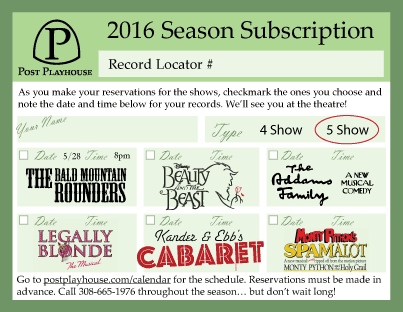 P
POST PLAYHOUSE
2016 Season Subscription
Record Locator #
As you make your reservations for the shows, checkmark the ones you choose and
note the date and time below for your records. We'll see you at the theatre!
Your Name
Type 4 Show 5 Show
Date 5/28 Time 8pm
THE BALD MOUNTAIN
ROUNDERS
Date Time
Disney
BEAUTY
AND THE
BEAST
Date Time
The
Addams
Family
A NEW
MUSICAL
COMEDY
Date Time
LEGALLY
BLONDE
The Musical
Date Time
Kander & Ebb's
CABARET
Date Time
MONTY PYTHON'S
SPAMALOT
MONTY PYTHON and the Holy Grail
Go to postplayhouse.com/calendar for the schedule. Reservations must be made in
advance. Call 308-665-1976 throughout the season... but don't wait long!